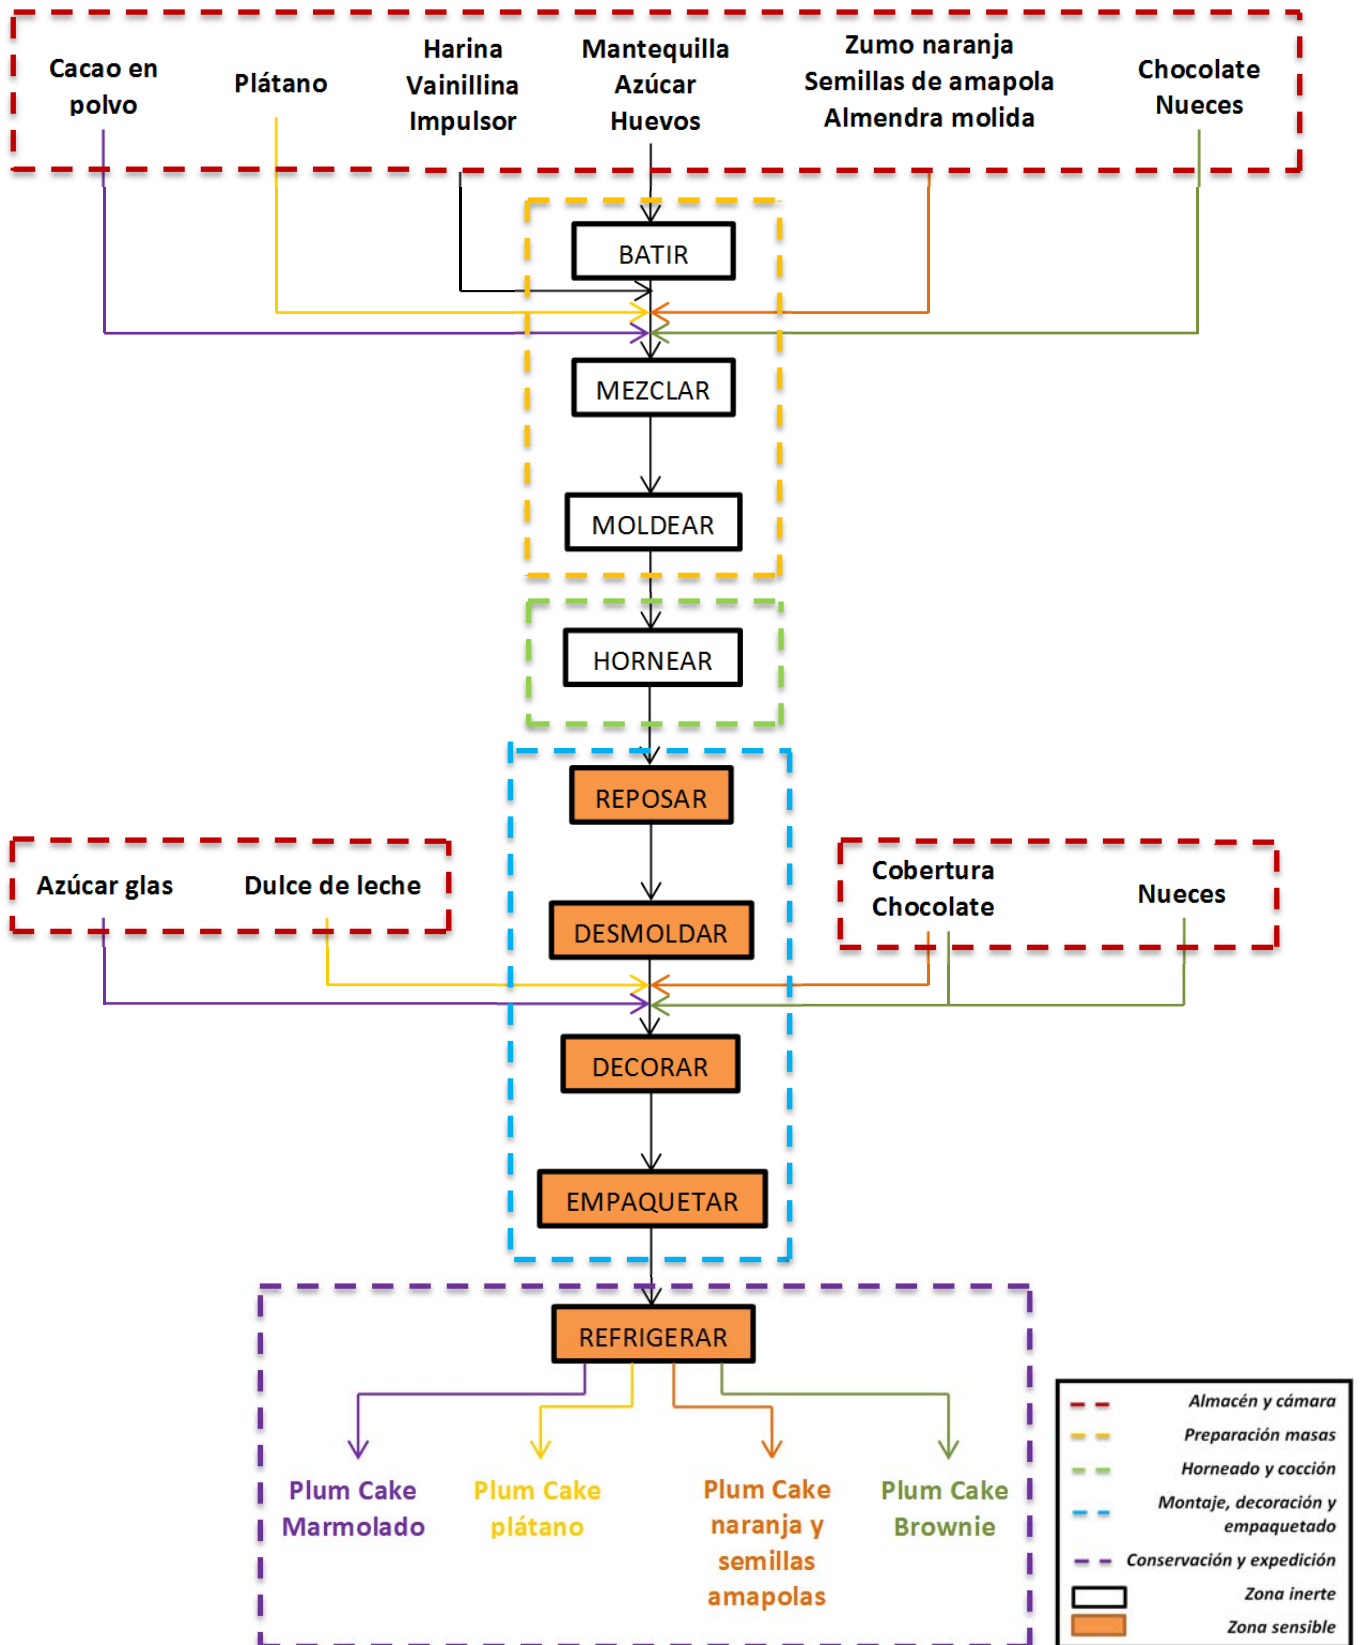 Cacao en
polvo
Plátano
Harina
Vainillina
Impulsor
Mantequilla
Azúcar
Huevos
Zumo naranja
Semillas de amapola
Almendra molida
Chocolate
Nueces
BATIR
MEZCLAR
MOLDEAR
HORNEAR
REPOSAR
Azúcar glas
Dulce de leche
Cobertura
Chocolate
Nueces
DESMOLDAR
DECORAR
EMPAQUETAR
REFRIGERAR
Plum Cake
Marmolado
Plum Cake
plátano
Plum Cake
naranja y
semillas
amapolas
Plum Cake
Brownie
Almacén y cámara
Preparación masas
Horneado y cocción
Montaje, decoración y
empaquetado
Conservación y expedición
Zona inerte
Zona sensible